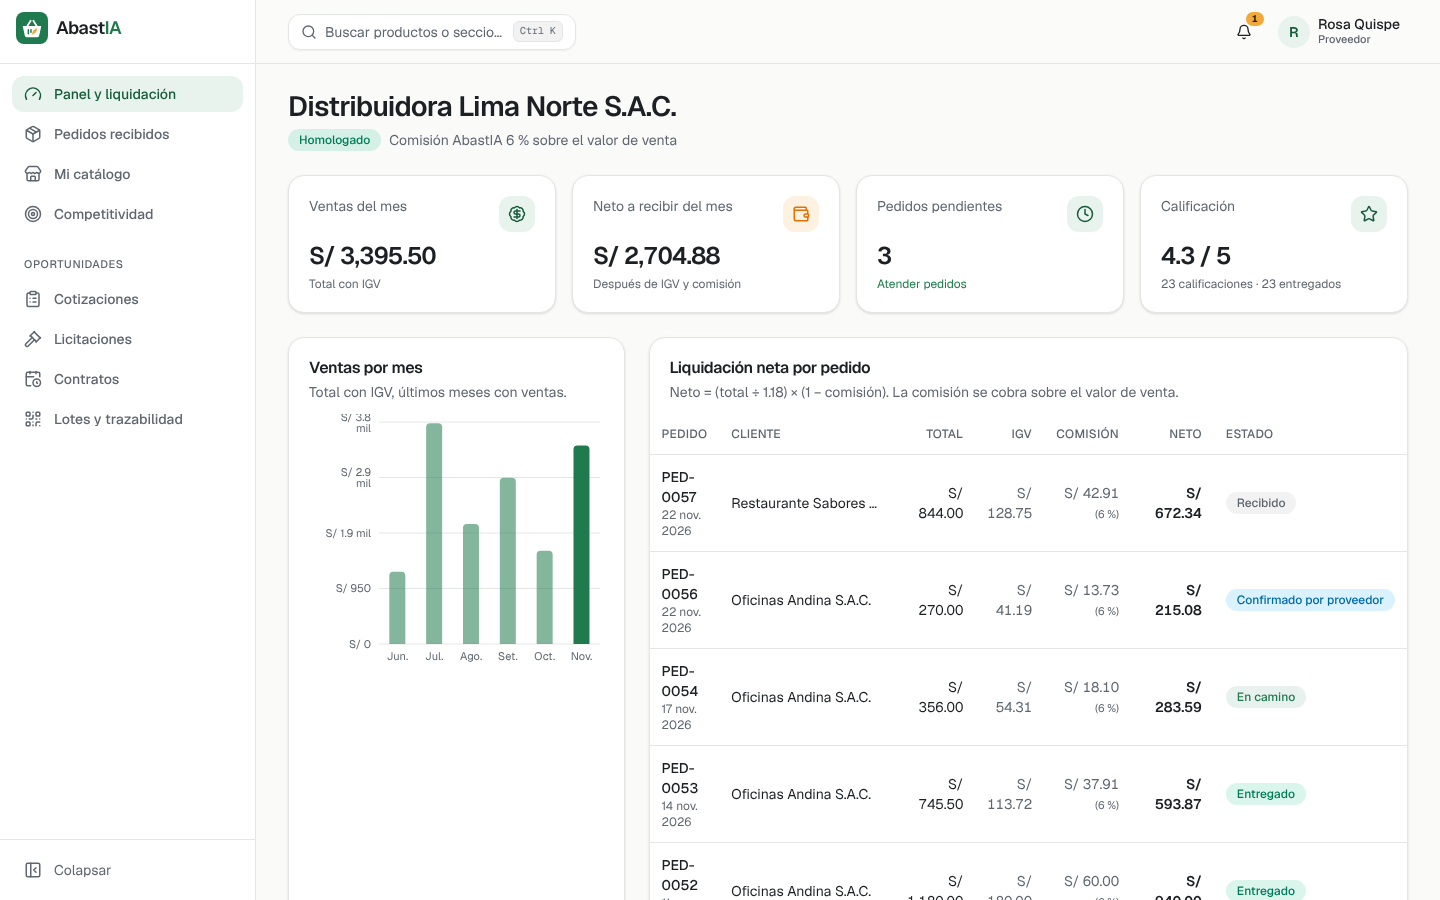 AbastIA
Buscar productos o seccio... Ctrl K
1
R
Rosa Quispe
Proveedor
Panel y liquidación
Pedidos recibidos
Mi catálogo
Competitividad
OPORTUNIDADES
Cotizaciones
Licitaciones
Contratos
Lotes y trazabilidad
Colapsar
Distribuidora Lima Norte S.A.C.
Homologado Comisión AbastIA 6 % sobre el valor de venta
Ventas del mes
S/ 3,395.50
Total con IGV
Neto a recibir del mes
S/ 2,704.88
Después de IGV y comisión
Pedidos pendientes
3
Atender pedidos
Calificación
4.3 / 5
23 calificaciones · 23 entregados
Ventas por mes
Total con IGV, últimos meses con ventas.
S/ 3.8
mil
S/ 2.9
mil
S/ 1.9 mil
S/ 950
S/ 0
Jun. Jul. Ago. Set. Oct. Nov.
Liquidación neta por pedido
Neto = (total ÷ 1.18) × (1 − comisión). La comisión se cobra sobre el valor de venta.
PEDIDO CLIENTE TOTAL IGV COMISIÓN NETO ESTADO
PED-
0057
22 nov.
2026
Restaurante Sabores ...
S/
844.00
S/
128.75
S/ 42.91
(6 %)
S/
672.34
Recibido
PED-
0056
22 nov.
2026
Oficinas Andina S.A.C.
S/
270.00
S/
41.19
S/ 13.73
(6 %)
S/
215.08
Confirmado por proveedor
PED-
0054
17 nov.
2026
Oficinas Andina S.A.C.
S/
356.00
S/
54.31
S/ 18.10
(6 %)
S/
283.59
En camino
PED-
0053
14 nov.
2026
Oficinas Andina S.A.C.
S/
745.50
S/
113.72
S/ 37.91
(6 %)
S/
593.87
Entregado
PED-
0052
Oficinas Andina S.A.C.
S/
1,180.00
S/
180.00
S/ 60.00
S/
940.00
Entregado